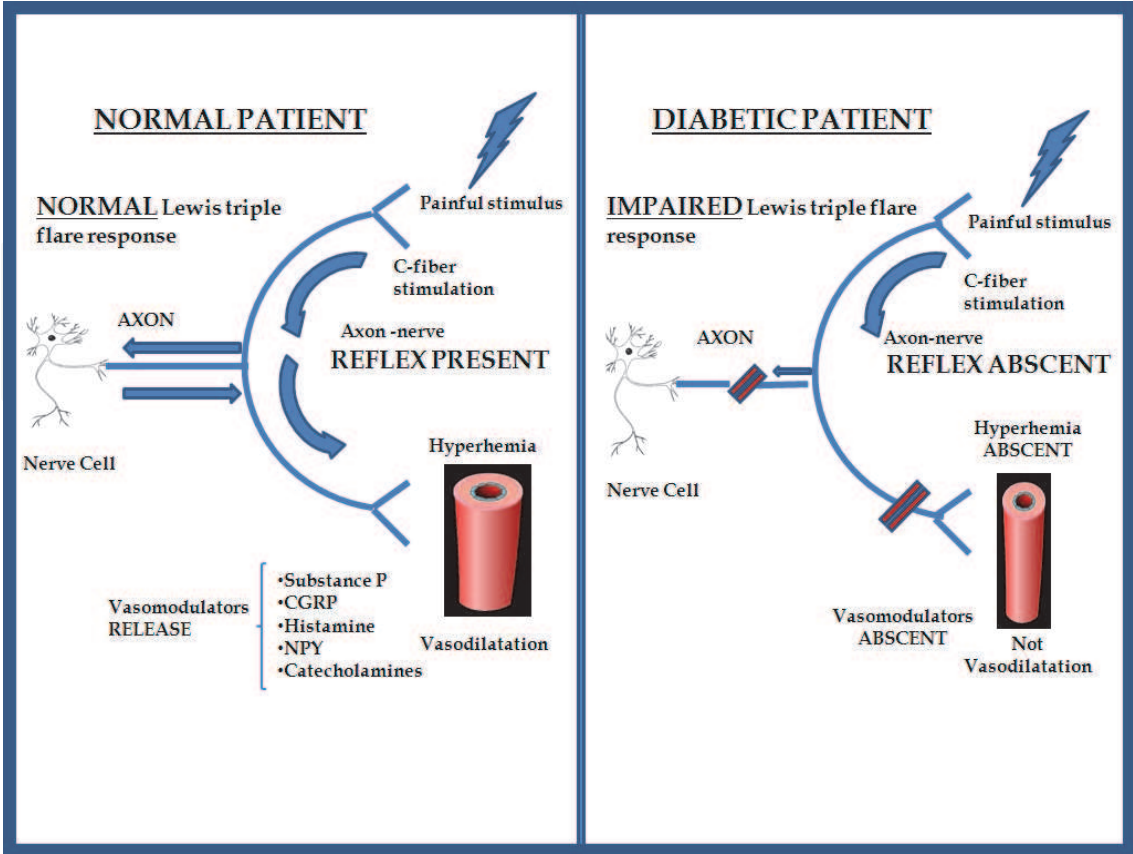 NORMAL PATIENT
Painful stimulus
NORMAL Lewis triple
flare response
C-fiber
stimulation
AXON
Axon -nerve
REFLEX PRESENT
Nerve Cell
Hyperhemia
Vasomodulators
RELEASE
•Substance P
•CGRP
•Histamine
•NPY
•Catecholamines
Vasodilatation
DIABETIC PATIENT
Painful stimulus
IMPAIRED Lewis triple flare
response
C-fiber
stimulation
AXON
Axon-nerve
REFLEX ABSCENT
Nerve Cell
Hyperhemia
ABSCENT
Vasomodulators
ABSCENT
Not
Vasodilatation